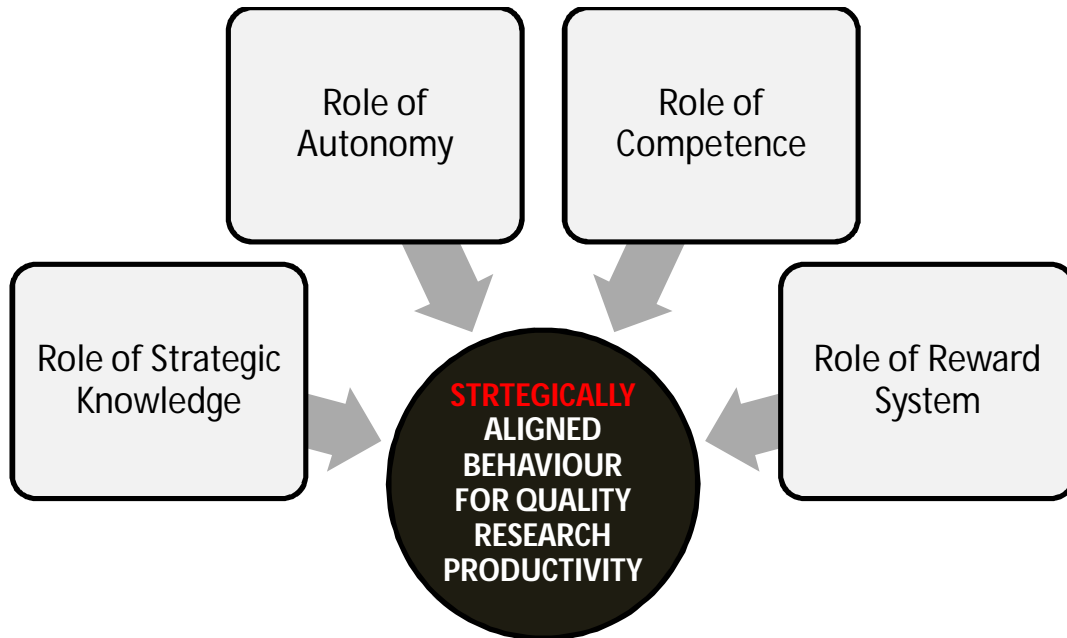 Role of
Autonomy
Role of
Competence
Role of Strategic
Knowledge
STRTEGICALLY
ALIGNED
BEHAVIOUR
FOR QUALITY
RESEARCH
PRODUCTIVITY
Role of Reward
System